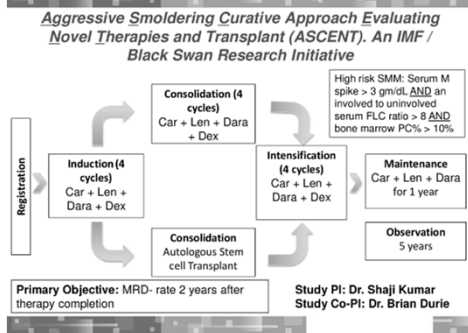 Aggressive Smoldering Curative Approach Evaluating
Novel Therapies and Transplant (ASCENT). An IMF /
Black Swan Research Initiative
Registration
Induction (4
cycles)
Car + Len +
Dara + Dex
Consolidation (4
cycles)
Car + Len + Dara
+ Dex
Consolidation
Autologous Stem
cell Transplant
Intensification
(4 cycles)
Car + Len +
Dara + Dex
High risk SMM: Serum M
spike > 3 gm/dL AND an
involved to uninvolved
serum FLC ratio > 8 AND
bone marrow PC% > 10%
Maintenance
Car + Len + Dara
for 1 year
Observation
5 years
Primary Objective: MRD- rate 2 years after
therapy completion
Study PI: Dr. Shaji Kumar
Study Co-PI: Dr. Brian Durie